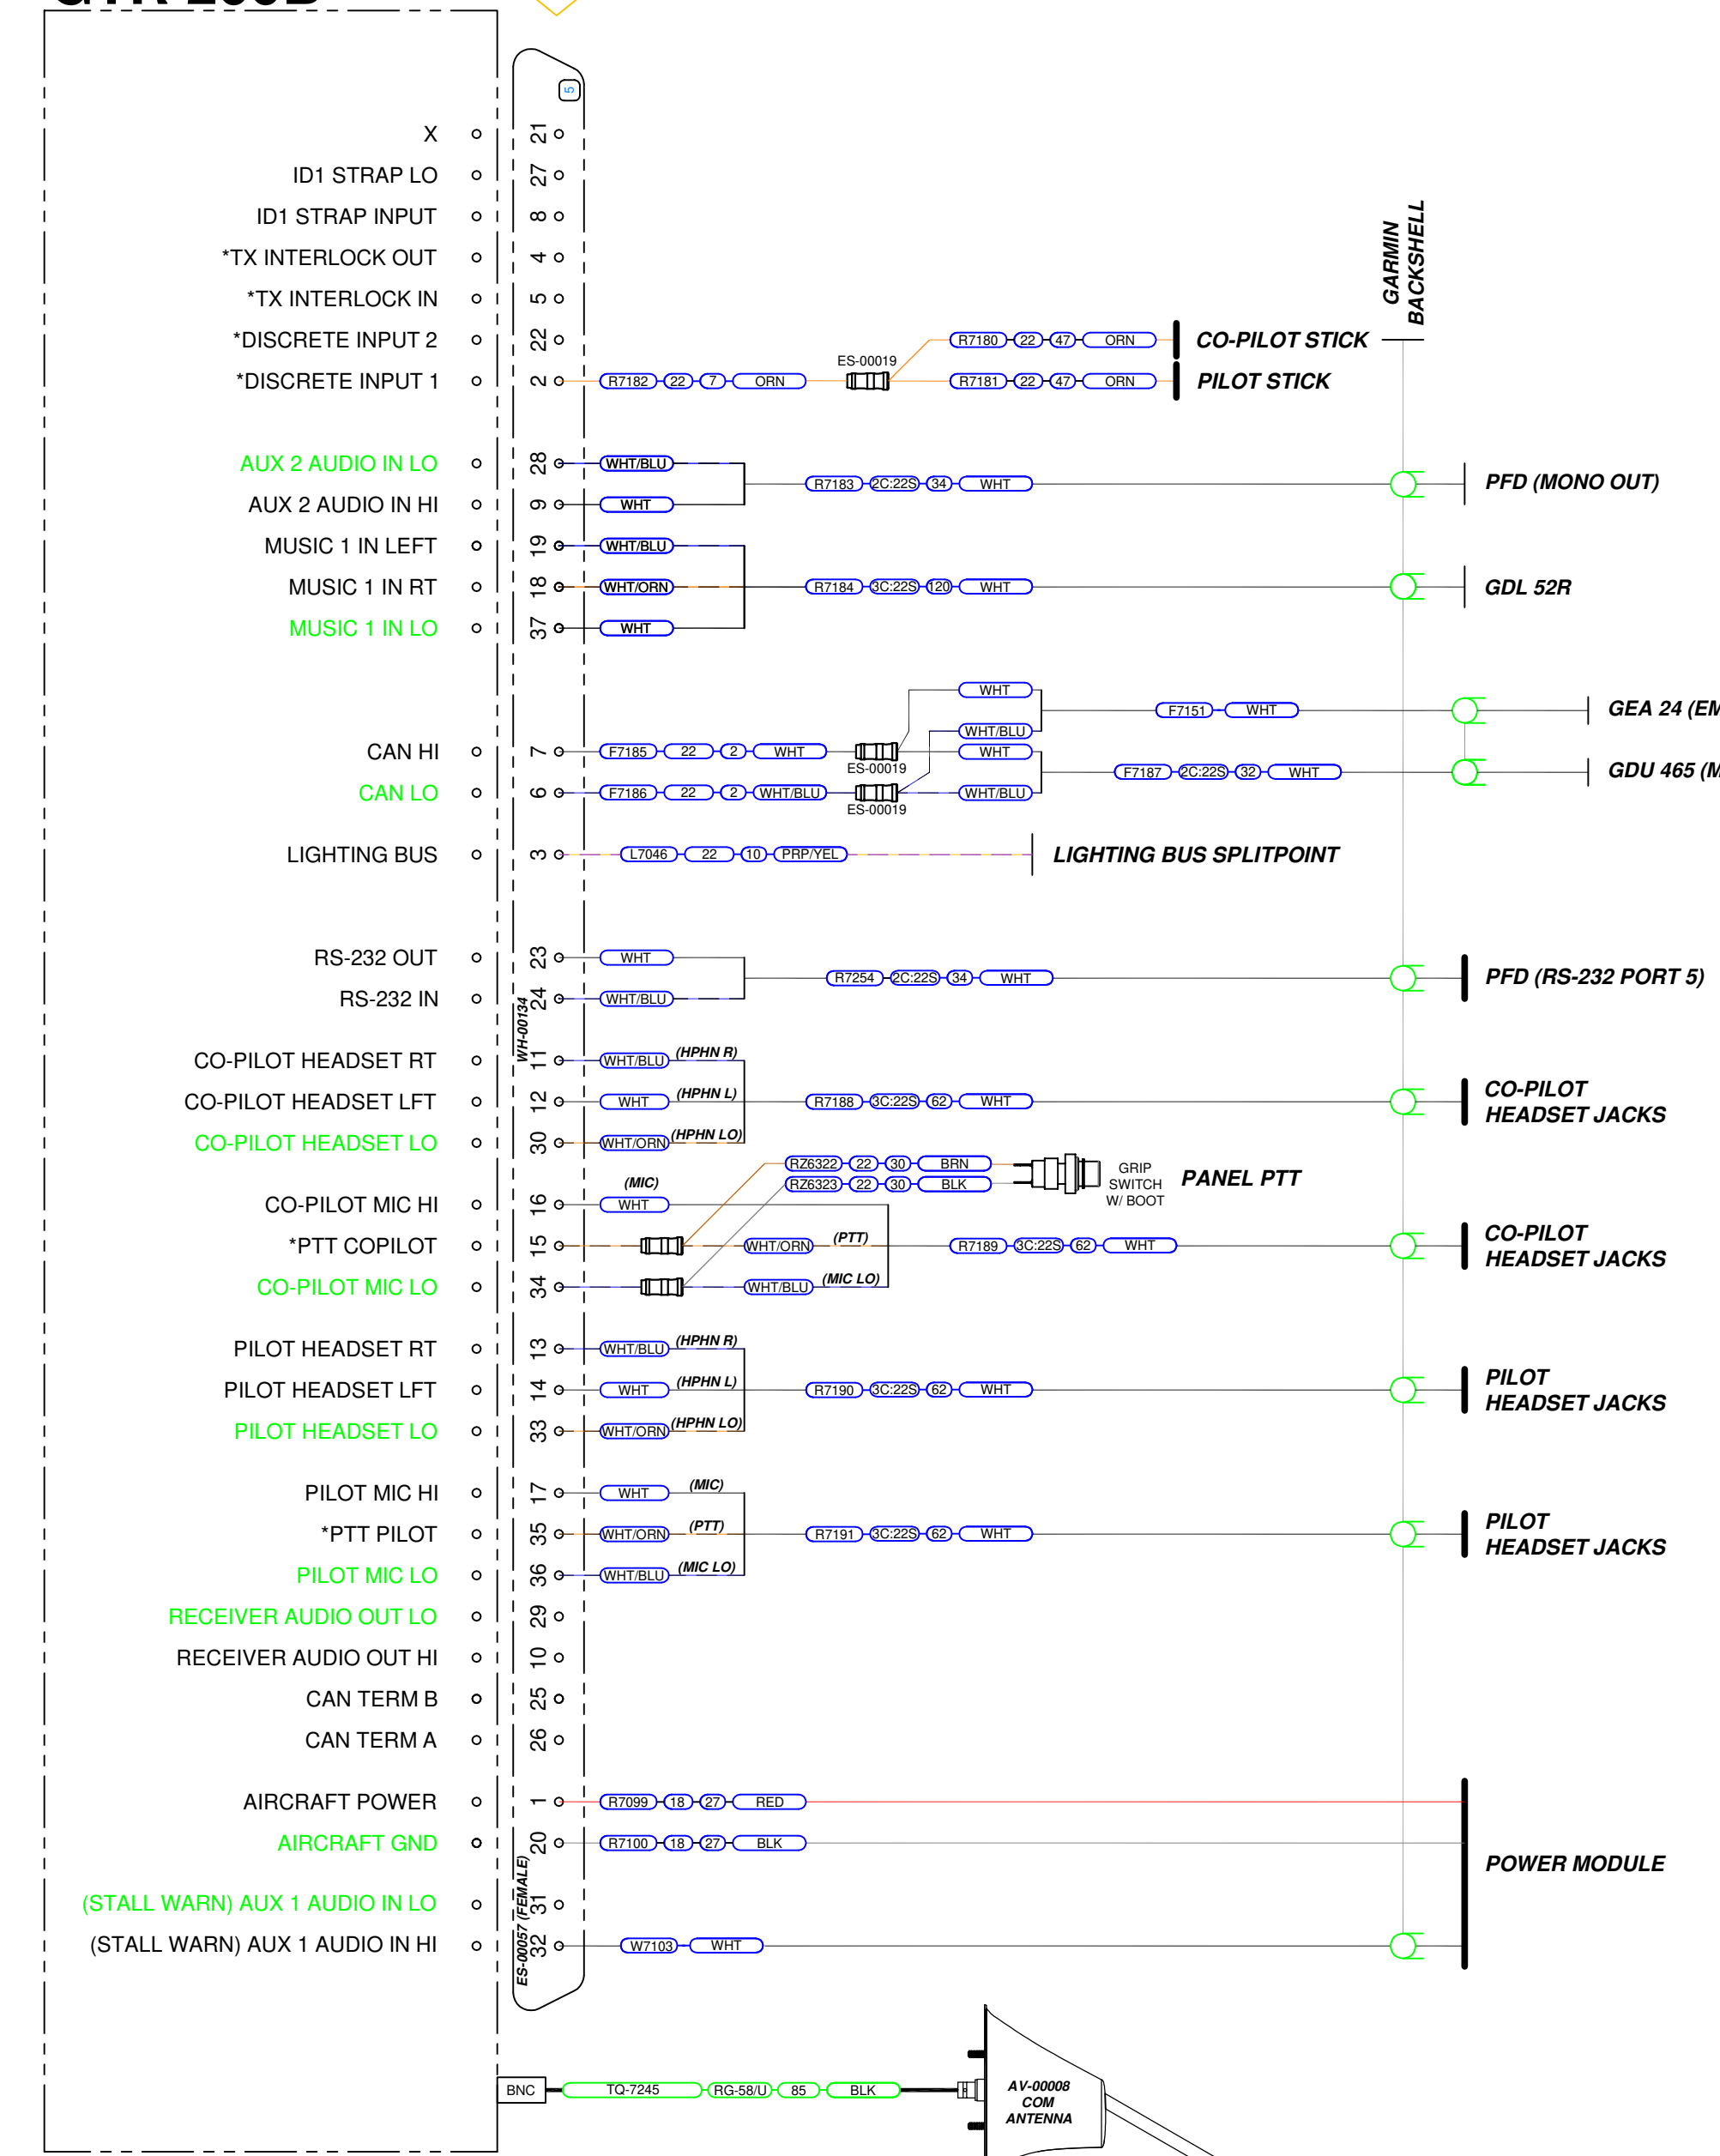 5
X 21
ID1 STRAP LO 27
ID1 STRAP INPUT 8
*TX INTERLOCK OUT 4
*TX INTERLOCK IN 5
GARMIN
BACKSHELL
*DISCRETE INPUT 2 22 R7180 22 47 ORN CO-PILOT STICK
ES-00019
*DISCRETE INPUT 1 2 R7182 22 7 ORN R7181 22 47 ORN PILOT STICK
AUX 2 AUDIO IN LO 28 WHT/BLU
R7183 2C:22S 34 WHT PFD (MONO OUT)
AUX 2 AUDIO IN HI 9 WHT
MUSIC 1 IN LEFT 19 WHT/BLU
MUSIC 1 IN RT 18 WHT/ORN R7184 3C:22S 120 WHT GDL 52R
MUSIC 1 IN LO 37 WHT
WHT
F7151 WHT GEA 24
WHT/BLU
CAN HI 7 F7185 22 2 WHT WHT
ES-00019
F7187 2C:22S 32 WHT GDU 465
CAN LO 6 F7186 22 2 WHT/BLU WHT/BLU
ES-00019
LIGHTING BUS 3 L7046 22 10 PRP/YEL LIGHTING BUS SPLITPOINT
RS-232 OUT 23 WHT
R7254 2C:22S 34 WHT PFD (RS-232 PORT 5)
RS-232 IN 24 WHT/BLU
WH-00134
CO-PILOT HEADSET RT 11 WHT/BLU (HPHN R)
CO-PILOT HEADSET LFT 12 WHT (HPHN L) R7188 3C:22S 62 WHT CO-PILOT
HEADSET JACKS
CO-PILOT HEADSET LO 30 WHT/ORN (HPHN LO)
RZ6322 22 30 BRN
RZ6323 22 30 BLK
GRIP
SWITCH
W/ BOOT
PANEL PTT
CO-PILOT MIC HI 16 WHT (MIC)
*PTT COPILOT 15 WHT/ORN (PTT) R7189 3C:22S 62 WHT CO-PILOT
HEADSET JACKS
CO-PILOT MIC LO 34 WHT/BLU (MIC LO)
PILOT HEADSET RT 13 WHT/BLU (HPHN R)
PILOT HEADSET LFT 14 WHT (HPHN L) R7190 3C:22S 62 WHT PILOT
HEADSET JACKS
PILOT HEADSET LO 33 WHT/ORN (HPHN LO)
PILOT MIC HI 17 WHT (MIC)
*PTT PILOT 35 WHT/ORN (PTT) R7191 3C:22S 62 WHT PILOT
HEADSET JACKS
PILOT MIC LO 36 WHT/BLU (MIC LO)
RECEIVER AUDIO OUT LO 29
RECEIVER AUDIO OUT HI 10
CAN TERM B 25
CAN TERM A 26
AIRCRAFT POWER 1 R7099 18 27 RED
AIRCRAFT GND 20 R7100 18 27 BLK
POWER MODULE
ES-00057 (FEMALE)
(STALL WARN) AUX 1 AUDIO IN LO 31
(STALL WARN) AUX 1 AUDIO IN HI 32 W7103 WHT
BNC TQ-7245 RG-58/U 85 BLK
AV-00008
COM
ANTENNA